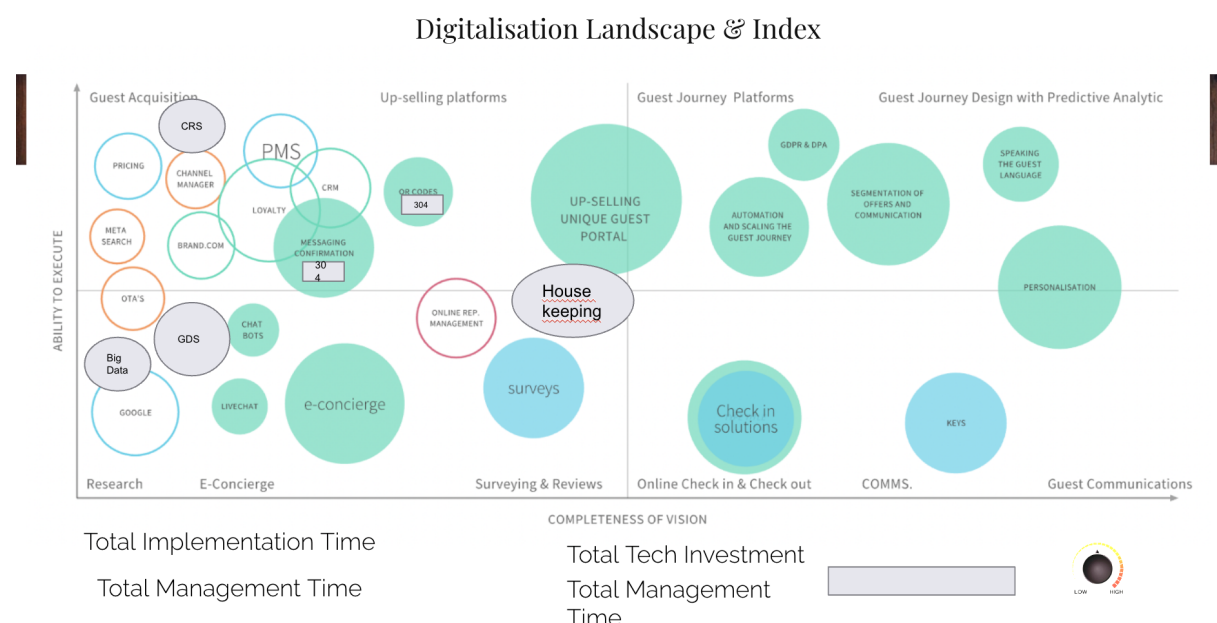 Digitalisation Landscape & Index
Guest Acquisition
Up-selling platforms
Guest Journey Platforms
Guest Journey Design with Predictive Analytic
CRS
PRICING
CHANNEL
MANAGER
PMS
LOYALTY
CRM
QR CODES
304
META
SEARCH
BRAND.COM
MESSAGING
CONFIRMATION
30
4
UP-SELLING
UNIQUE GUEST
PORTAL
GDPR & DPA
AUTOMATION
AND SCALING THE
GUEST JOURNEY
SEGMENTATION OF
OFFERS AND
COMMUNICATION
SPEAKING
THE GUEST
LANGUAGE
PERSONALISATION
ABILITY TO EXECUTE
OTA'S
GDS
CHAT
BOTS
ONLINE REP.
MANAGEMENT
House
keeping
Big
Data
GOOGLE
LIVECHAT
e-concierge
surveys
Check in
solutions
KEYS
Research
E-Concierge
Surveying & Reviews
Online Check in & Check out
COMMS.
Guest Communications
COMPLETENESS OF VISION
Total Implementation Time
Total Management Time
Total Tech Investment
Total Management
Time
LOW
HIGH